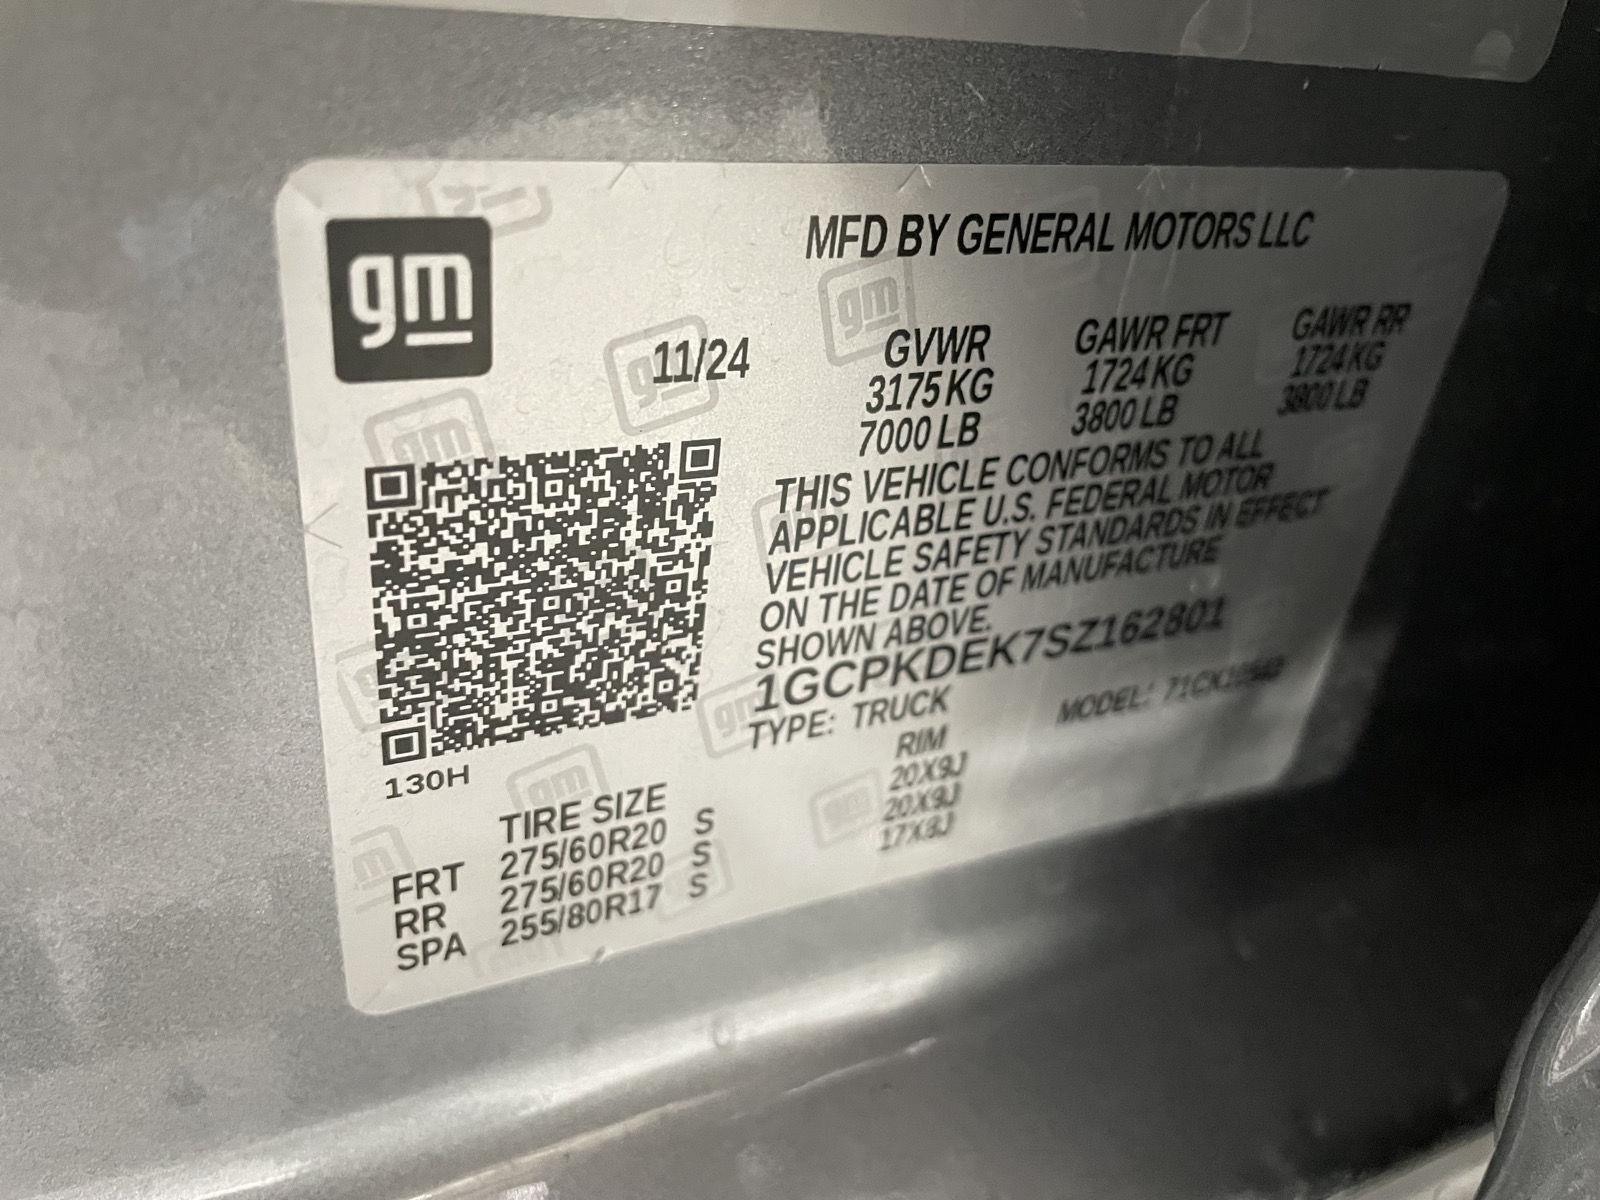 gm
MFD BY GENERAL MOTORS LLC
11/24
GVWR GAWR FRT GAWR RR
3175 KG 1724 KG 1724 KG
7000 LB 3800 LB 3800 LB
THIS VEHICLE CONFORMS TO ALL
APPLICABLE U.S. FEDERAL MOTOR
VEHICLE SAFETY STANDARDS IN EFFECT
ON THE DATE OF MANUFACTURE
SHOWN ABOVE.
1GCPKDEK7SZ162801
TYPE: TRUCK MODEL:
130H
TIRE SIZE RIM
FRT 275/60R20 S 20X9J
RR 275/60R20 S 20X9J
SPA 255/80R17 S 17X8J